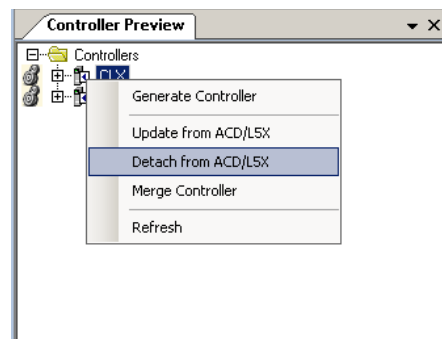 Controller Preview
Controllers
CLX
Generate Controller
Update from ACD/L5X
Detach from ACD/L5X
Merge Controller
Refresh